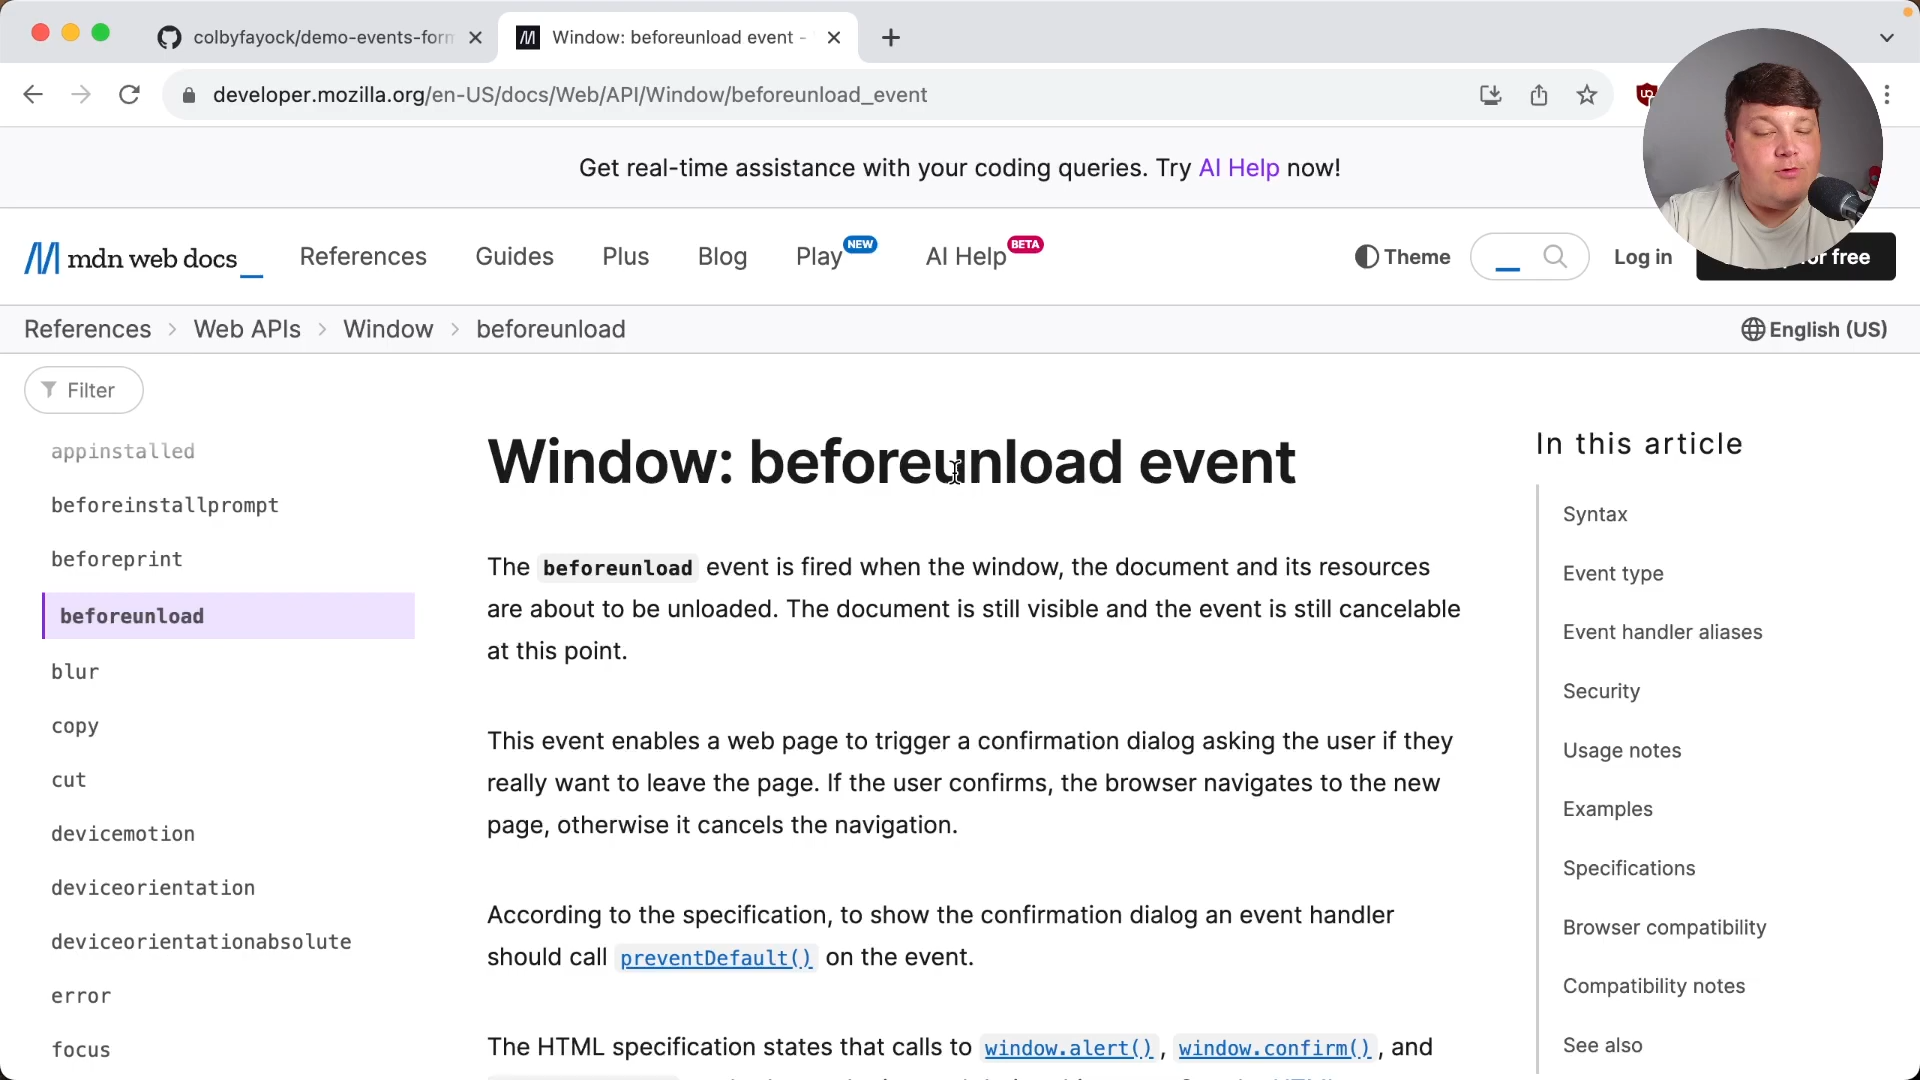 colbyfayock/demo-events-form
Window: beforeunload event -
developer.mozilla.org/en-US/docs/Web/API/Window/beforeunload_event
Get real-time assistance with your coding queries. Try AI Help now!
mdn web docs_
References
Guides
Plus
Blog
Play NEW
AI Help BETA
Theme
Log in
for free
References > Web APIs > Window > beforeunload
English (US)
Filter
appinstalled
beforeinstallprompt
beforeprint
beforeunload
blur
copy
cut
devicemotion
deviceorientation
deviceorientationabsolute
error
focus
Window: beforeunload event
The beforeunload event is fired when the window, the document and its resources
are about to be unloaded. The document is still visible and the event is still cancelable
at this point.
This event enables a web page to trigger a confirmation dialog asking the user if they
really want to leave the page. If the user confirms, the browser navigates to the new
page, otherwise it cancels the navigation.
According to the specification, to show the confirmation dialog an event handler
should call preventDefault() on the event.
The HTML specification states that calls to window.alert(), window.confirm(), and
In this article
Syntax
Event type
Event handler aliases
Security
Usage notes
Examples
Specifications
Browser compatibility
Compatibility notes
See also